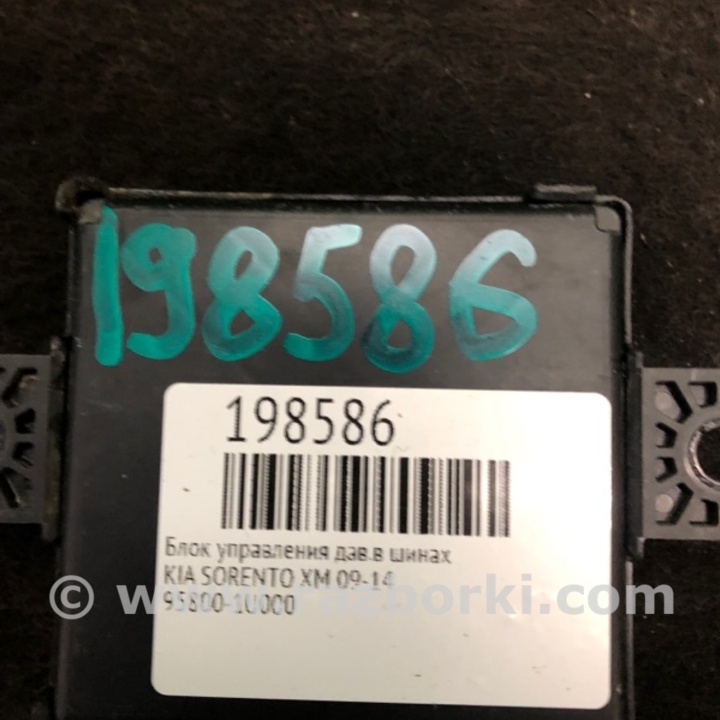 198586
198586
Блок управления дав.в шинах
KIA SORENTO XM 09-14
95800-1U000
© www.razborki.com